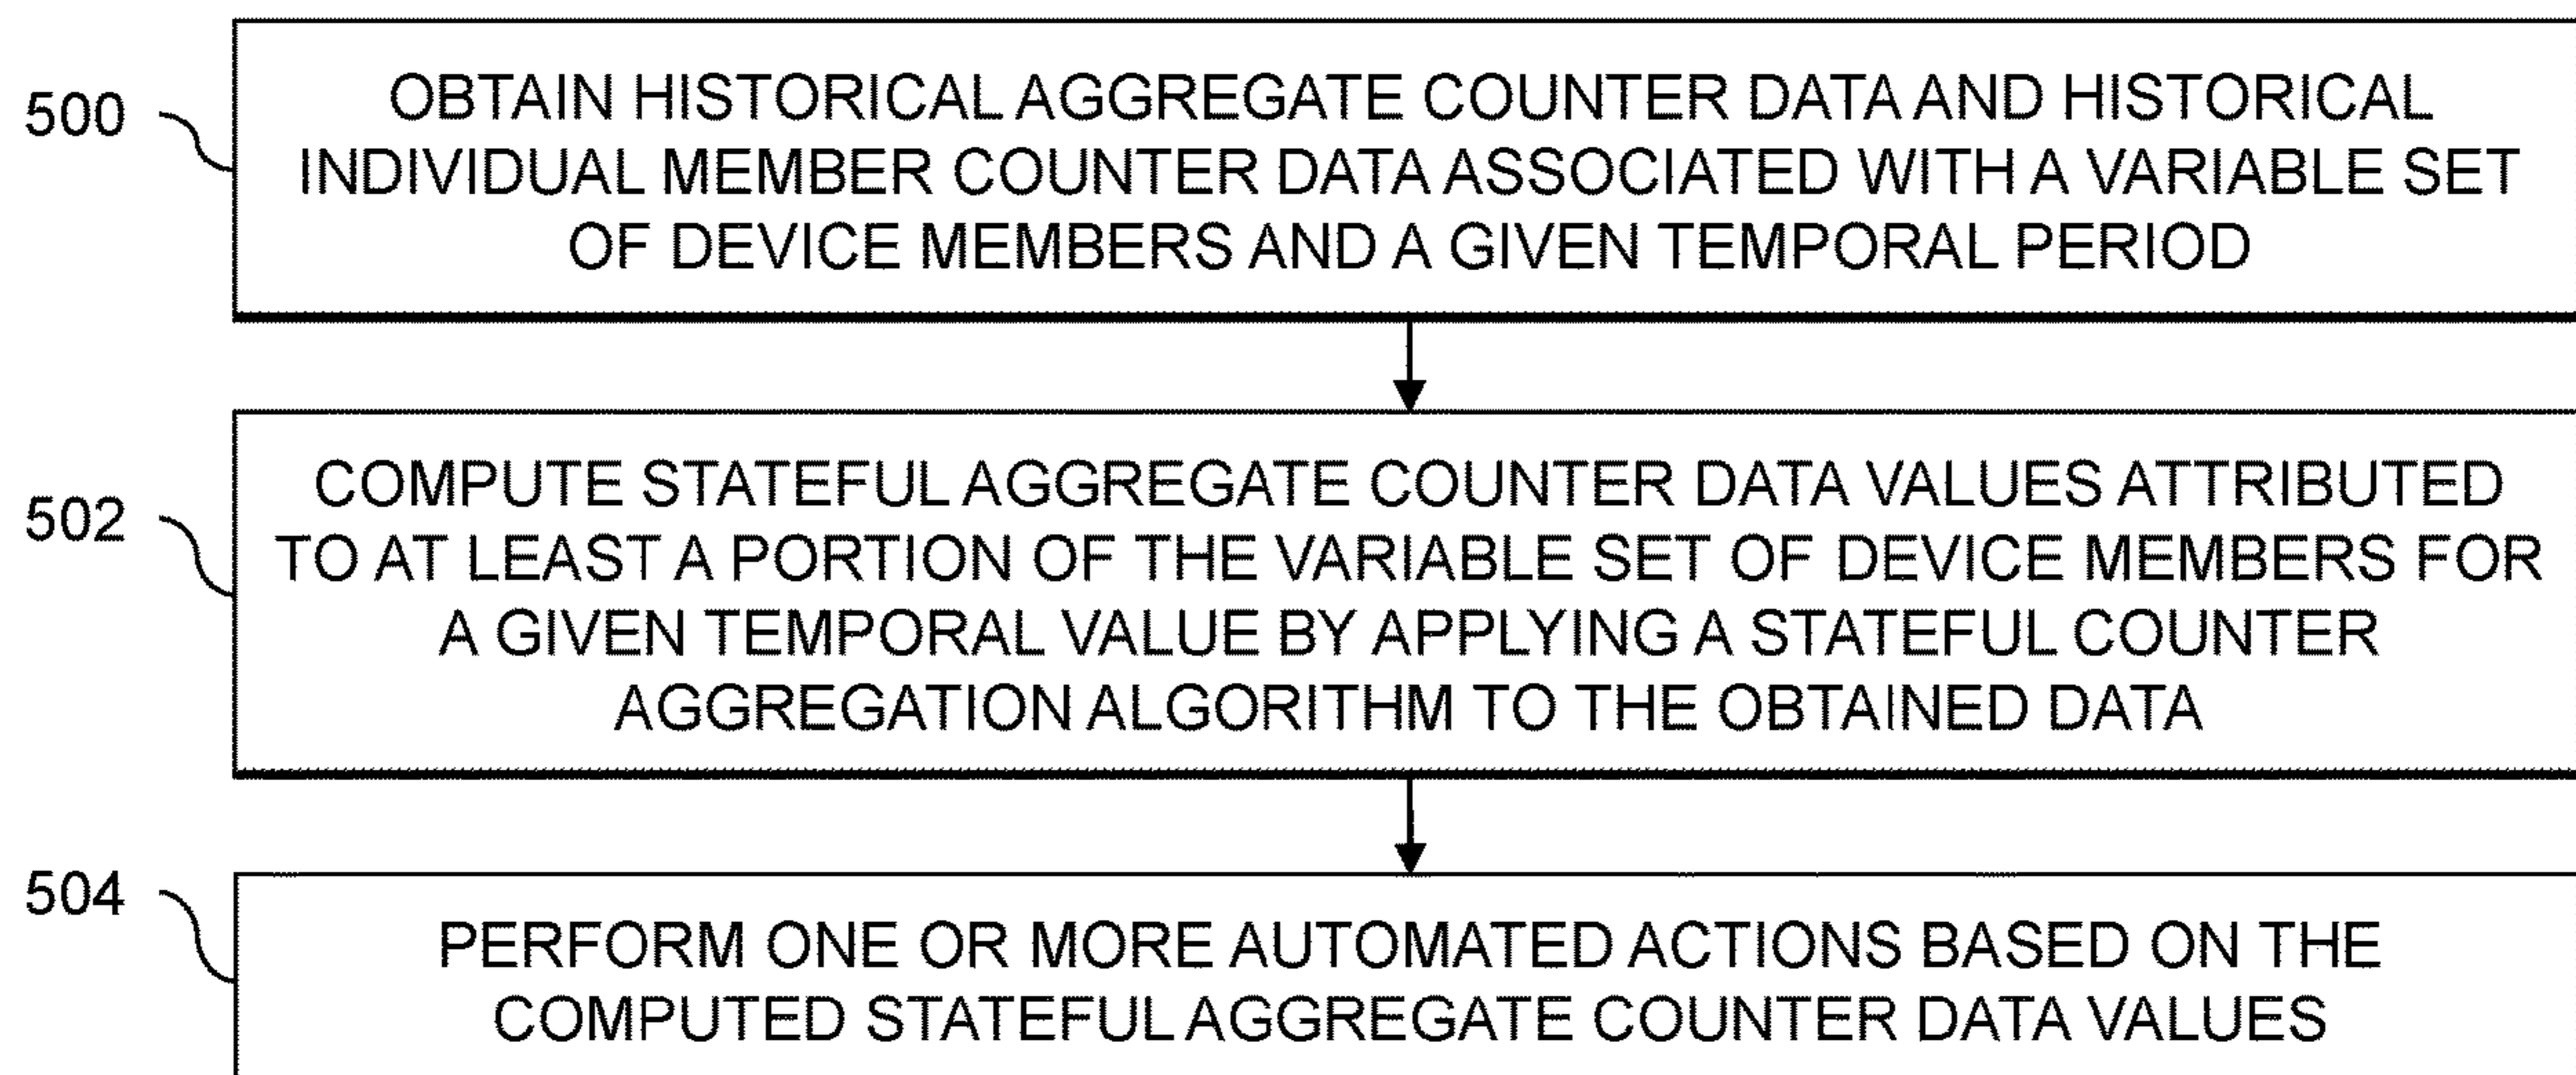 500
OBTAIN HISTORICAL AGGREGATE COUNTER DATA AND HISTORICAL
INDIVIDUAL MEMBER COUNTER DATA ASSOCIATED WITH A VARIABLE SET
OF DEVICE MEMBERS AND A GIVEN TEMPORAL PERIOD
502
COMPUTE STATEFUL AGGREGATE COUNTER DATA VALUES ATTRIBUTED
TO AT LEAST A PORTION OF THE VARIABLE SET OF DEVICE MEMBERS FOR
A GIVEN TEMPORAL VALUE BY APPLYING A STATEFUL COUNTER
AGGREGATION ALGORITHM TO THE OBTAINED DATA
504
PERFORM ONE OR MORE AUTOMATED ACTIONS BASED ON THE
COMPUTED STATEFUL AGGREGATE COUNTER DATA VALUES